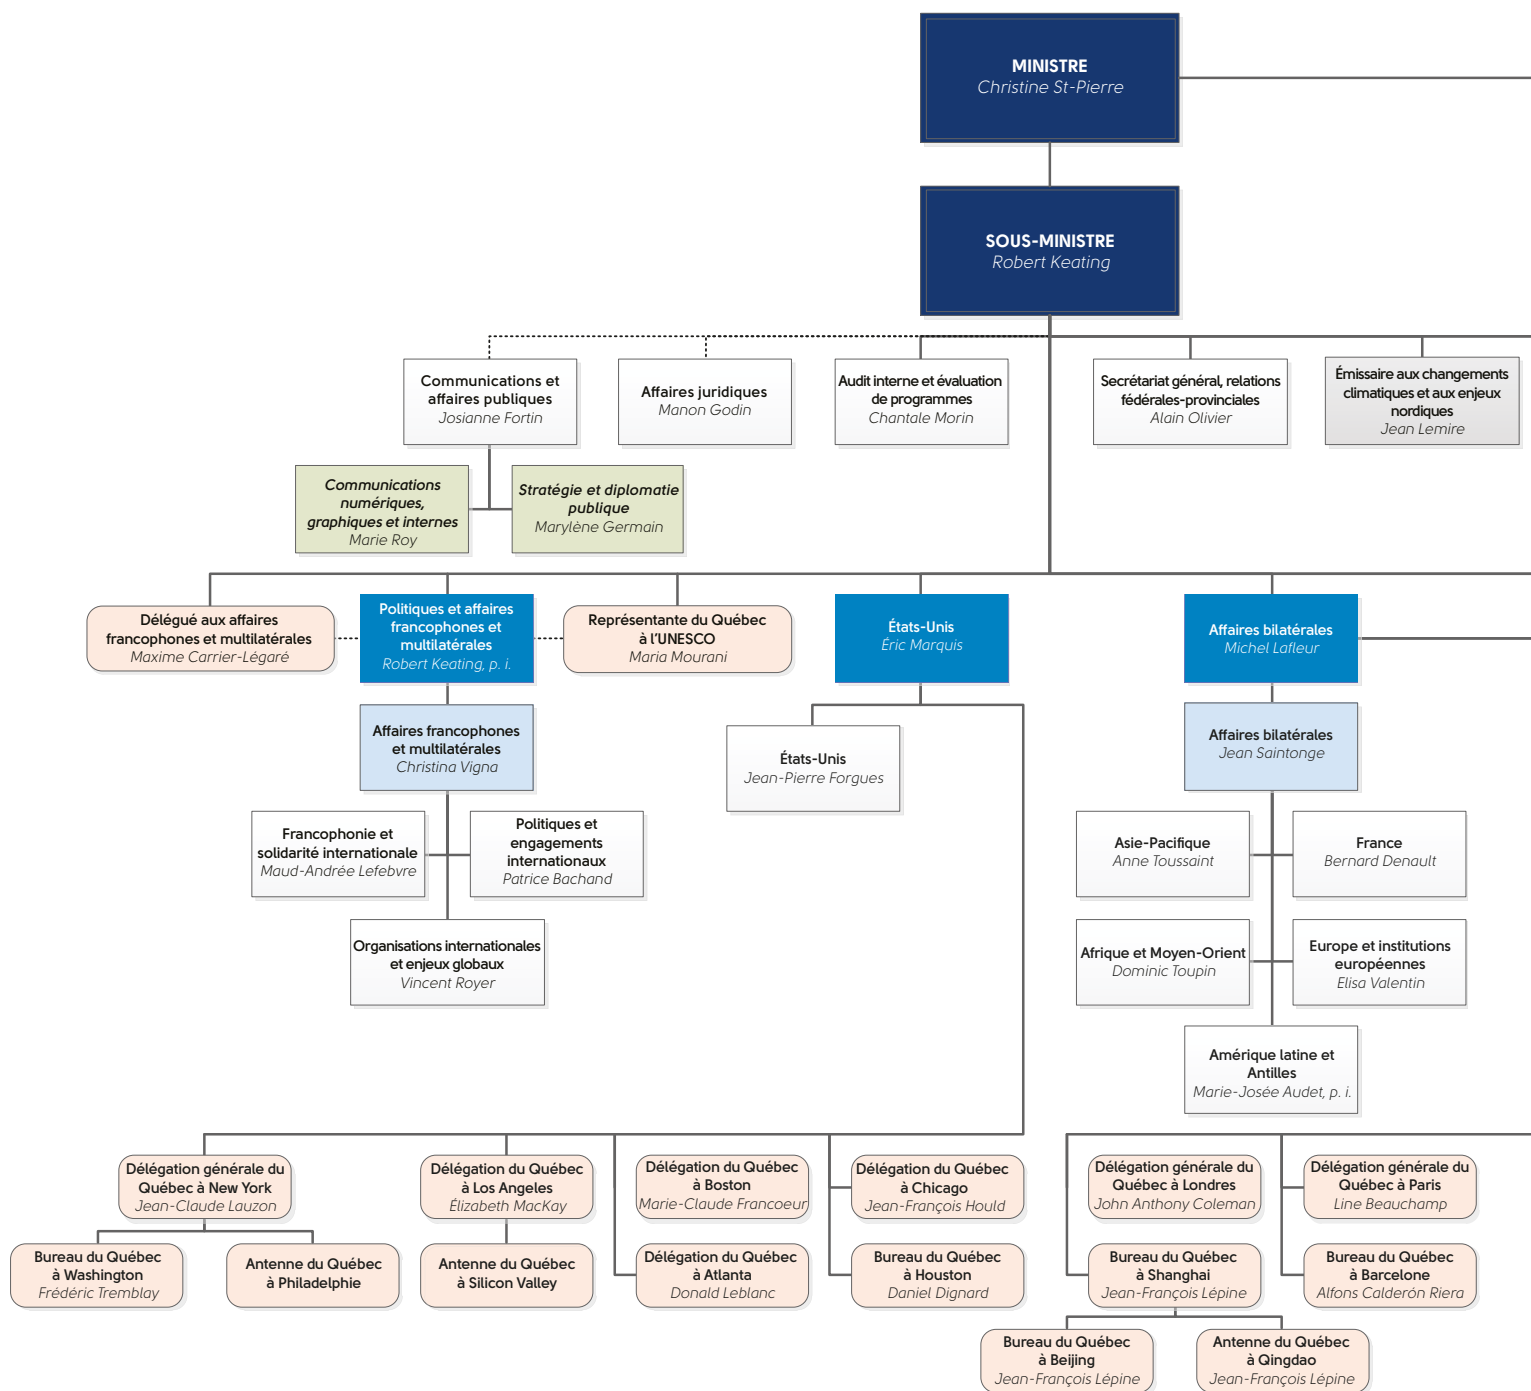 MINISTRE
Christine St-Pierre
SOUS-MINISTRE
Robert Keating
Communications et
affaires publiques
Josianne Fortin
Affaires juridiques
Manon Godin
Audit interne et évaluation
de programmes
Chantale Morin
Secrétariat général, relations
fédérales-provinciales
Alain Olivier
Émissaire aux changements
climatiques et aux enjeux
nordiques
Jean Lemire
Communications
numériques,
graphiques et internes
Marie Roy
Stratégie et diplomatie
publique
Marylène Germain
Délégué aux affaires
francophones et multilatérales
Maxime Carrier-Légaré
Politiques et affaires
francophones et
multilatérales
Robert Keating, p. i.
Représentante du Québec
à l'UNESCO
Maria Mourani
États-Unis
Éric Marquis
Affaires bilatérales
Michel Lafleur
Affaires francophones
et multilatérales
Christina Vigna
États-Unis
Jean-Pierre Forgues
Affaires bilatérales
Jean Saintonge
Francophonie et
solidarité internationale
Maud-Andrée Lefebvre
Politiques et
engagements
internationaux
Patrice Bachand
Asie-Pacifique
Anne Toussaint
France
Bernard Denault
Organisations internationales
et enjeux globaux
Vincent Royer
Afrique et Moyen-Orient
Dominic Toupin
Europe et institutions
européennes
Elisa Valentin
Amérique latine et
Antilles
Marie-Josée Audet, p. i.
Délégation générale du
Québec à New York
Jean-Claude Lauzon
Délégation du Québec
à Los Angeles
Élizabeth MacKay
Délégation du Québec
à Boston
Marie-Claude Francoeur
Délégation du Québec
à Chicago
Jean-François Hould
Délégation générale du
Québec à Londres
John Anthony Coleman
Délégation générale du
Québec à Paris
Line Beauchamp
Bureau du Québec
à Washington
Frédéric Tremblay
Antenne du Québec
à Philadelphie
Antenne du Québec
à Silicon Valley
Délégation du Québec
à Atlanta
Donald Leblanc
Bureau du Québec
à Houston
Daniel Dignard
Bureau du Québec
à Shanghai
Jean-François Lépine
Bureau du Québec
à Barcelone
Alfons Calderón Riera
Bureau du Québec
à Beijing
Jean-François Lépine
Antenne du Québec
à Qingdao
Jean-François Lépine